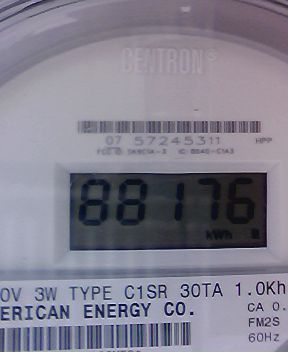 CENTRON®
07 57245311 HPP
88176
kWh
0V 3W TYPE C1SR 30TA 1.0Kh
ERICAN ENERGY CO. CA 0.
FM2S
60Hz